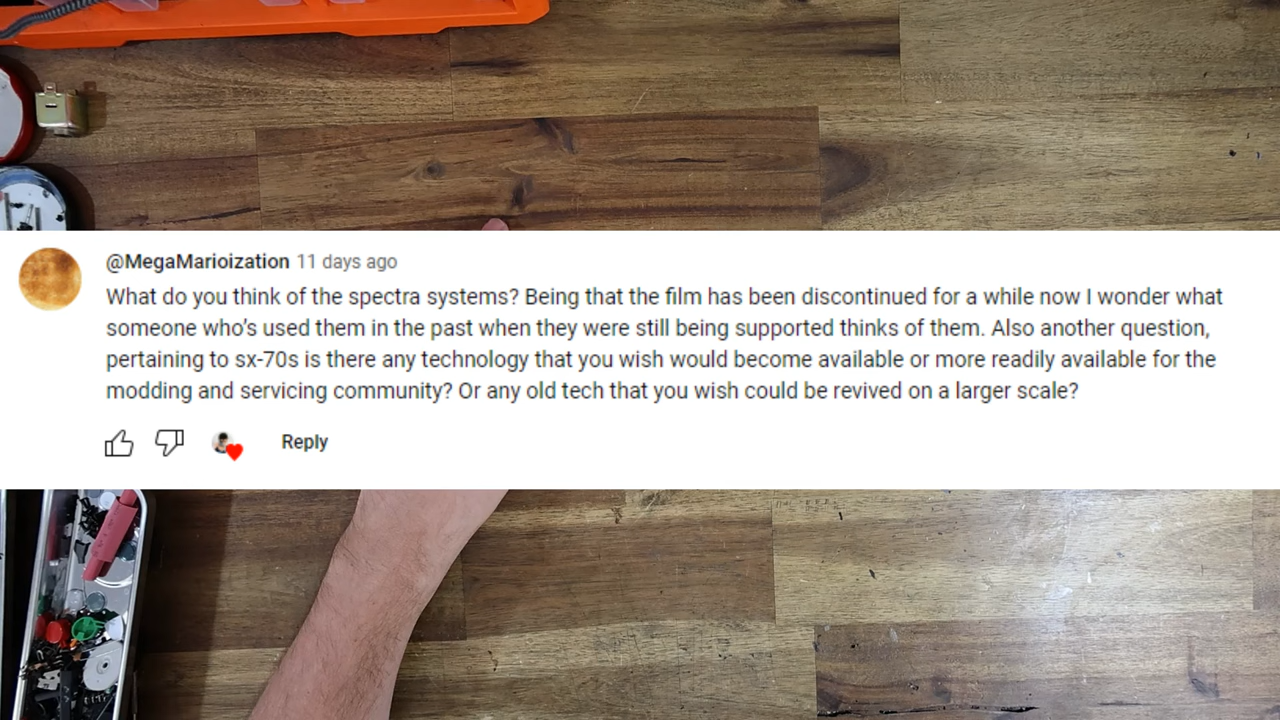 @MegaMarioization 11 days ago
What do you think of the spectra systems? Being that the film has been discontinued for a while now I wonder what
someone who's used them in the past when they were still being supported thinks of them. Also another question,
pertaining to sx-70s is there any technology that you wish would become available or more readily available for the
modding and servicing community? Or any old tech that you wish could be revived on a larger scale?
Reply